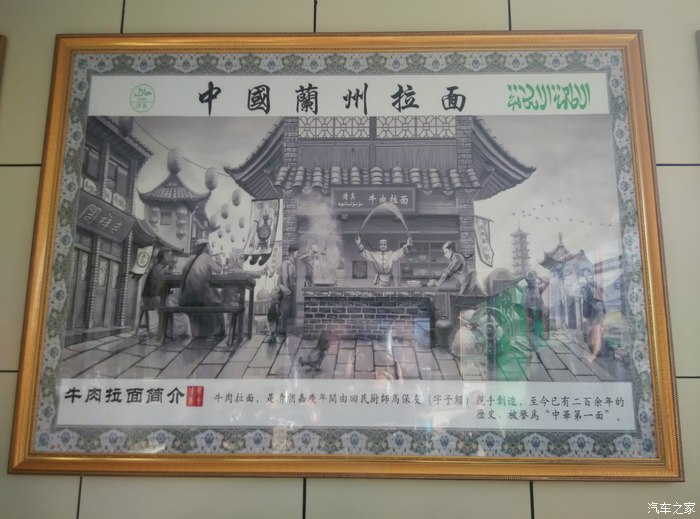 中國蘭州拉面
清真
牛肉拉面
牛肉拉面簡介
牛肉拉面,是清朝嘉慶年間由回民厨師馬保友(字子紹)親手創造,至今已有二百余年的
歷史,被譽爲“中華第一面”。
汽车之家